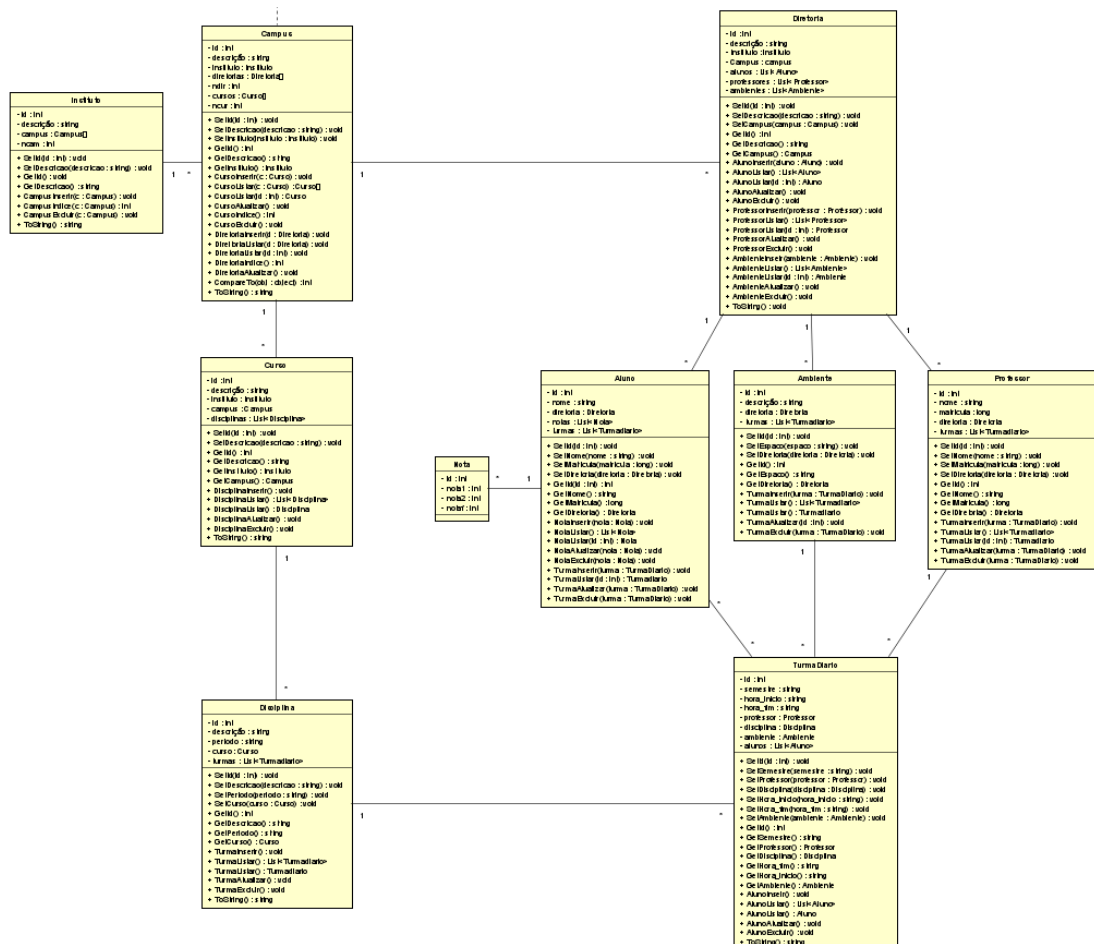 Campus
- id : int
- descrição : string
- instituto : Instituto
- diretorias : Diretoria[]
- ndir : int
- cursos : Curso[]
- ncur : int
+ SetId(id : int) : void
+ SetDescricao(descricao : string) : void
+ SetInstituto(instituto : Instituto) : void
+ GetId() : int
+ GetDescricao() : string
+ GetInstituto() : Instituto
+ CursoInserir(c : Curso) : void
+ CursoListar(c : Curso) : Curso[]
+ CursoListar(id : int) : Curso
+ CursoAtualizar() : void
+ CursoIndice() : int
+ CursoExcluir() : void
+ DiretoriaInserir(d : Diretoria) : void
+ DiretoriaListar(d : Diretoria) : void
+ DiretoriaListar(id : int) : void
+ DiretoriaIndice() : int
+ DiretoriaAtualizar() : void
+ CompareTo(obj : object) : int
+ ToString() : string
Diretoria
- id : int
- descrição : string
- instituto : Instituto
- Campus : campus
- alunos : List<Aluno>
- professores : List<Professor>
- ambientes : List<Ambiente>
+ SetId(id : int) : void
+ SetDescricao(descricao : string) : void
+ SetCampus(campus : Campus) : void
+ GetId() : int
+ GetDescricao() : string
+ GetCampus() : Campus
+ AlunoInserir(aluno : Aluno) : void
+ AlunoListar() : List<Aluno>
+ AlunoListar(id : int) : Aluno
+ AlunoAtualizar() : void
+ AlunoExcluir() : void
+ ProfessorInserir(professor : Professor) : void
+ ProfessorListar() : List<Professor>
+ ProfessorListar(id : int) : Professor
+ ProfessorATualizar() : void
+ ProfessorExcluir() : void
+ AmbienteInseir(ambiente : Ambiente) : void
+ AmbienteListar() : List<Ambiente>
+ AmbienteListar(id : int) : Ambiente
+ AmbienteAtualizar() : void
+ AmbienteExcluir() : void
+ ToString() : void
Instituto
- id : int
- descrição : string
- campus : Campus[]
- ncam : int
+ SetId(id : int) : void
+ SetDescricao(descricao : string) : void
+ GetId() : void
+ GetDescricao() : string
+ CampusInserir(c : Campus) : void
+ CampusIndice(c : Campus) : int
+ CampusExcluir(c : Campus) : void
+ ToString() : string
1 *
1 *
1
*
1 1 1
* * *
Curso
- id : int
- descrição : string
- instituto : Instituto
- campus : Campus
- disciplinas : List<Disciplina>
+ SetId(id : int) : void
+ SetDescricao(descricao : string) : void
+ GetId() : int
+ GetDescricao() : string
+ GetInstituto() : Instituto
+ GetCampus() : Campus
+ DisciplinaInserir() : void
+ DisciplinaListar() : List<Disciplina>
+ DisciplinaListar() : Disciplina
+ DisciplinaATualizar() : void
+ DisciplinaExcluir() : void
+ ToString() : string
Aluno
- id : int
- nome : string
- diretoria : Diretoria
- notas : List<Nota>
- turmas : List<Turmadiario>
+ SetId(id : int) : void
+ SetNome(nome : string) : void
+ SetMatricula(matricula : long) : void
+ SetDiretoria(diretoria : Diretoria) : void
+ GetId(id : int) : int
+ GetNome() : string
+ GetMatricula() : long
+ GetDiretoria() : Diretoria
+ NotaInserir(nota : Nota) : void
+ NotaListar() : List<Nota>
+ NotaListar(id : int) : Nota
+ NotaAtualizar(nota : Nota) : void
+ NotaExcluir(nota : Nota) : void
+ TurmaInserir(turma : TurmaDiario) : void
+ TurmaListar(id : int) : Turmadiario
+ TurmaAtualizar(turma : TurmaDiario) : void
+ TurmaExcluir(turma : TurmaDiario) : void
Ambiente
- id : int
- descrição : string
- diretoria : Diretoria
- turmas : List<Turmadiario>
+ SetId(id : int) : void
+ SetEspaco(espaco : string) : void
+ SetDiretoria(diretoria : Diretoria) : void
+ GetId() : int
+ GetEspaco() : string
+ GetDiretoria() : Diretoria
+ TurmaInserir(turma : TurmaDiario) : void
+ TurmaListar() : List<Turmadiario>
+ TurmaListar() : Turmadiario
+ TurmaAtualizar(id : int) : void
+ TurmaExcluir(turma : TurmaDiario) : void
Professor
- id : int
- nome : string
- matricula : long
- diretoria : Diretoria
- turmas : List<Turmadiario>
+ SetId(id : int) : void
+ SetNome(nome : string) : void
+ SetMatricula(matricula : long) : void
+ SetDiretoria(diretoria : Diretoria) : void
+ GetId() : int
+ GetNome() : string
+ GetMatricula() : long
+ GetDiretoria() : Diretoria
+ TurmaInserir(turma : TurmaDiario) : void
+ TurmaListar() : List<Turmadiario>
+ TurmaListar(id : int) : Turmadiario
+ TurmaAtualizar(turma : TurmaDiario) : void
+ TurmaExcluir(turma : TurmaDiario) : void
Nota
- id : int
- nota1 : int
- nota2 : int
- notaf : int
* 1
1
*
* 1 1
* * *
Disciplina
- id : int
- descrição : string
- periodo : string
- curso : Curso
- turmas : List<Turmadiario>
+ SetId(id : int) : void
+ SetDescricao(descricao : string) : void
+ SetPeriodo(periodo : string) : void
+ SetCurso(curso : Curso) : void
+ GetId() : int
+ GetDescricao() : string
+ GetPeriodo() : string
+ GetCurso() : Curso
+ TurmaInserir() : void
+ TurmaListar() : List<Turmadiario>
+ TurmaListar() : Turmadiario
+ TurmaAtualizar() : void
+ TurmaExcluir() : void
+ ToString() : string
1 *
TurmaDiario
- id : int
- semestre : string
- hora_inicio : string
- hora_fim : string
- professor : Professor
- disciplina : Disciplina
- ambiente : Ambiente
- alunos : List<Aluno>
+ SetId(id : int) : void
+ SetSemestre(semestre : string) : void
+ SetProfessor(professor : Professor) : void
+ SetDisciplina(disciplina : Disciplina) : void
+ SetHora_inicio(hora_inicio : string) : void
+ SetHora_fim(hora_fim : string) : void
+ SetAmbiente(ambiente : Ambiente) : void
+ GetId() : int
+ GetSemestre() : string
+ GetProfessor() : Professor
+ GetDisciplina() : Disciplina
+ GetHora_fim() : string
+ GetHora_inicio() : string
+ GetAmbiente() : Ambiente
+ AlunoInseir() : void
+ AlunoListar() : List<Aluno>
+ AlunoListar() : Aluno
+ AlunoAtualizar() : void
+ AlunoExcluir() : void
+ ToString() : string